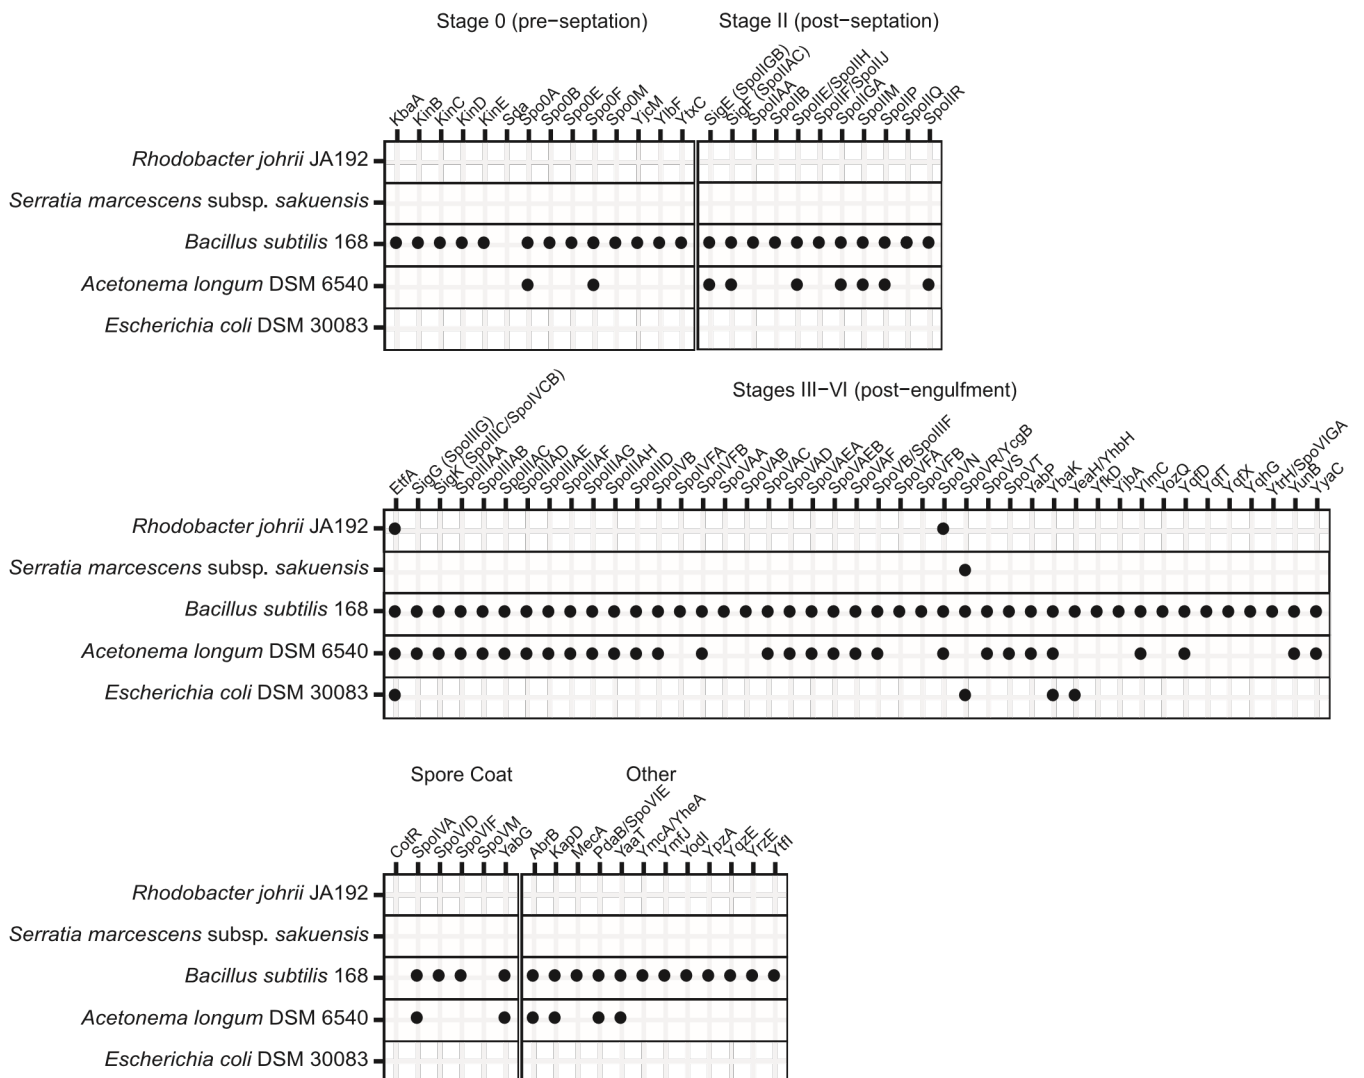 Stage 0 (pre−septation)
Stage II (post−septation)
KbaA
KinB
KinC
KinD
KinE
Sda
Spo0A
Spo0B
Spo0E
Spo0F
Spo0M
YjcM
YlbF
YtxC
SigE (SpoIIGB)
SigF (SpoIIAC)
SpoIIAA
SpoIIB
SpoIIE/SpoIIH
SpoIIF/SpoIIJ
SpoIIGA
SpoIIM
SpoIIP
SpoIIQ
SpoIIR
Rhodobacter johrii JA192
Serratia marcescens subsp. sakuensis
Bacillus subtilis 168
Acetonema longum DSM 6540
Escherichia coli DSM 30083
Stages III−VI (post−engulfment)
EtfA
SigG (SpoIIIG)
SigK (SpoIIIC/SpoIVCB)
SpoIIIAA
SpoIIIAB
SpoIIIAC
SpoIIIAD
SpoIIIAE
SpoIIIAF
SpoIIIAG
SpoIIIAH
SpoIIID
SpoIVB
SpoIVFA
SpoIVFB
SpoVAA
SpoVAB
SpoVAC
SpoVAD
SpoVAEA
SpoVAEB
SpoVAF
SpoVB/SpoIIIF
SpoVFA
SpoVFB
SpoVN
SpoVR/YcgB
SpoVS
SpoVT
YabP
YbaK
YeaH/YhbH
YfkD
YjbA
YlmC
YozQ
YqfD
YqfT
YqfX
YqhG
YtrH/SpoVIGA
YunB
YyaC
Rhodobacter johrii JA192
Serratia marcescens subsp. sakuensis
Bacillus subtilis 168
Acetonema longum DSM 6540
Escherichia coli DSM 30083
Spore Coat
Other
CotR
SpoIVA
SpoVID
SpoVIF
SpoVM
YabG
AbrB
KapD
MecA
PdaB/SpoVIE
YaaT
YmcA/YheA
YmfJ
YodI
YpzA
YqzE
YrzE
YtfI
Rhodobacter johrii JA192
Serratia marcescens subsp. sakuensis
Bacillus subtilis 168
Acetonema longum DSM 6540
Escherichia coli DSM 30083